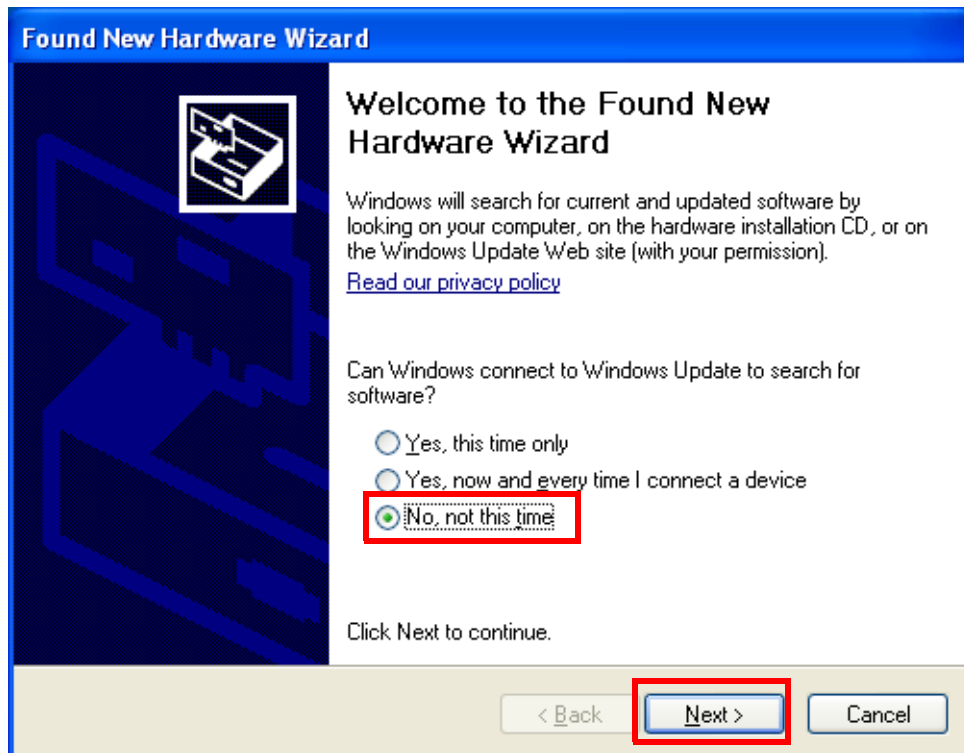 Found New Hardware Wizard
Welcome to the Found New
Hardware Wizard
Windows will search for current and updated software by
looking on your computer, on the hardware installation CD, or on
the Windows Update Web site (with your permission).
Read our privacy policy
Can Windows connect to Windows Update to search for
software?
Yes, this time only
Yes, now and every time I connect a device
No, not this time
Click Next to continue.
< Back Next > Cancel